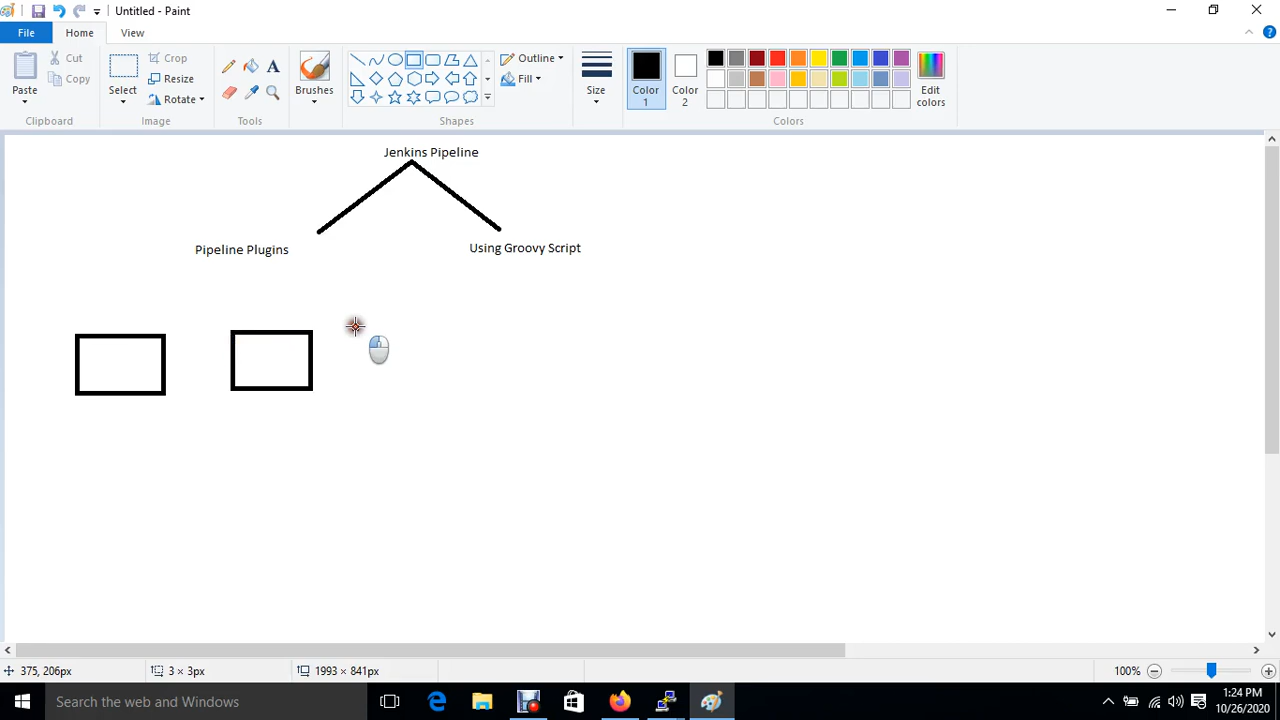 Untitled - Paint
File
Home
View
Paste
Cut
Copy
Clipboard
Select
Crop
Resize
Rotate
Image
A
Tools
Brushes
Shapes
Outline
Fill
Size
Color 1
Color 2
Edit colors
Colors
Jenkins Pipeline
Pipeline Plugins
Using Groovy Script
375, 206px
3 × 3px
1993 × 841px
100%
Search the web and Windows
1:24 PM
10/26/2020